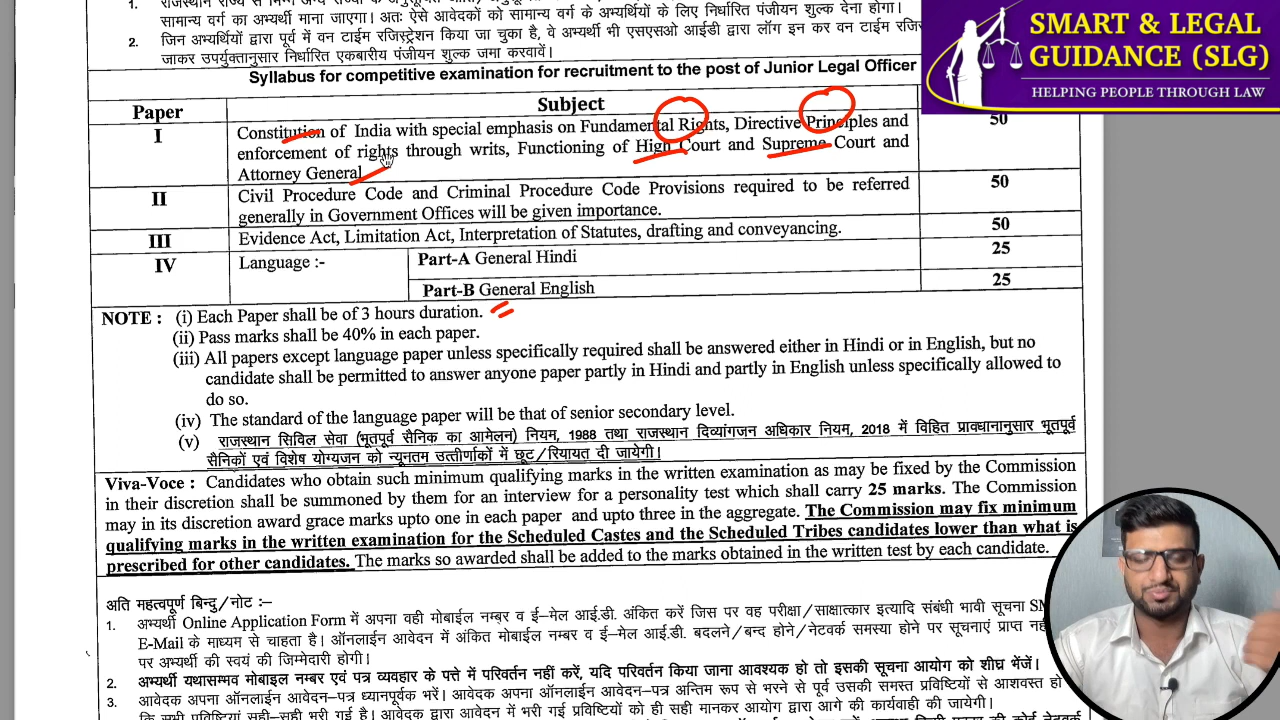 1. राजस्थान राज्य से भिन्न अन्य राज्यों के
सामान्य वर्ग का अभ्यर्थी माना जाएगा। अतः ऐसे आवेदकों को सामान्य वर्ग के अभ्यर्थियों के लिए निर्धारित पंजीयन शुल्क देना होगा।
2. जिन अभ्यर्थियों द्वारा पूर्व में वन टाईम रजिस्ट्रेशन किया जा चुका है, वे अभ्यर्थी भी एसएसओ आईडी द्वारा लॉग इन कर वन टाईम
जाकर उपर्युक्तानुसार निर्धारित एकबारीय पंजीयन शुल्क जमा करवावें।
SMART & LEGAL
GUIDANCE (SLG)
HELPING PEOPLE THROUGH LAW
Syllabus for competitive examination for recruitment to the post of Junior Legal Officer
Paper Subject
I Constitution of India with special emphasis on Fundamental Rights, Directive Principles and 50
enforcement of rights through writs, Functioning of High Court and Supreme Court and
Attorney General
II Civil Procedure Code and Criminal Procedure Code Provisions required to be referred 50
generally in Government Offices will be given importance.
III Evidence Act, Limitation Act, Interpretation of Statutes, drafting and conveyancing. 50
IV Language :- Part-A General Hindi 25
Part-B General English 25
NOTE : (i) Each Paper shall be of 3 hours duration.
(ii) Pass marks shall be 40% in each paper.
(iii) All papers except language paper unless specifically required shall be answered either in Hindi or in English, but no
candidate shall be permitted to answer anyone paper partly in Hindi and partly in English unless specifically allowed to
do so.
(iv) The standard of the language paper will be that of senior secondary level.
(v) राजस्थान सिविल सेवा (भूतपूर्व सैनिक का आमेलन) नियम, 1988 तथा राजस्थान दिव्यांगजन अधिकार नियम, 2018 में विहित प्रावधानानुसार भूतपूर्व
सैनिकों एवं विशेष योग्यजन को न्यूनतम उत्तीर्णांकों में छूट/रियायत दी जायेगी।
Viva-Voce : Candidates who obtain such minimum qualifying marks in the written examination as may be fixed by the Commission
in their discretion shall be summoned by them for an interview for a personality test which shall carry 25 marks. The Commission
may in its discretion award grace marks upto one in each paper and upto three in the aggregate. The Commission may fix minimum
qualifying marks in the written examination for the Scheduled Castes and the Scheduled Tribes candidates lower than what is
prescribed for other candidates. The marks so awarded shall be added to the marks obtained in the written test by each candidate.
अति महत्वपूर्ण बिन्दु/नोट :–
1. अभ्यर्थी Online Application Form में अपना वही मोबाईल नम्बर व ई–मेल आई.डी. अंकित करें जिस पर वह परीक्षा/साक्षात्कार इत्यादि संबंधी भावी सूचना
E-Mail के माध्यम से चाहता है। ऑनलाईन आवेदन में अंकित मोबाईल नम्बर व ई–मेल आई.डी. बदलने/बन्द होने/नेटवर्क समस्या होने पर सूचनाएं प्राप्त
पर अभ्यर्थी की स्वयं की जिम्मेदारी होगी।
2. अभ्यर्थी यथासम्भव मोबाइल नम्बर एवं पत्र व्यवहार के पत्ते में परिवर्तन नहीं करें, यदि परिवर्तन किया जाना आवश्यक हो तो इसकी सूचना आयोग को शीघ्र भेंजें।
3. आवेदक अपना ऑनलाईन आवेदन–पत्र ध्यानपूर्वक भरें। आवेदक अपना ऑनलाईन आवेदन–पत्र अन्तिम रूप से भरने से पूर्व उसकी समस्त प्रविष्टियों से आशवस्त हो
कि सभी प्रविष्टियाँ सही–सही भरी गई है। आवेदक द्वारा आवेदन में भरी गई प्रविष्टियों को ही सही मानकर आयोग द्वारा आगे की कार्यवाही की जायेगी।